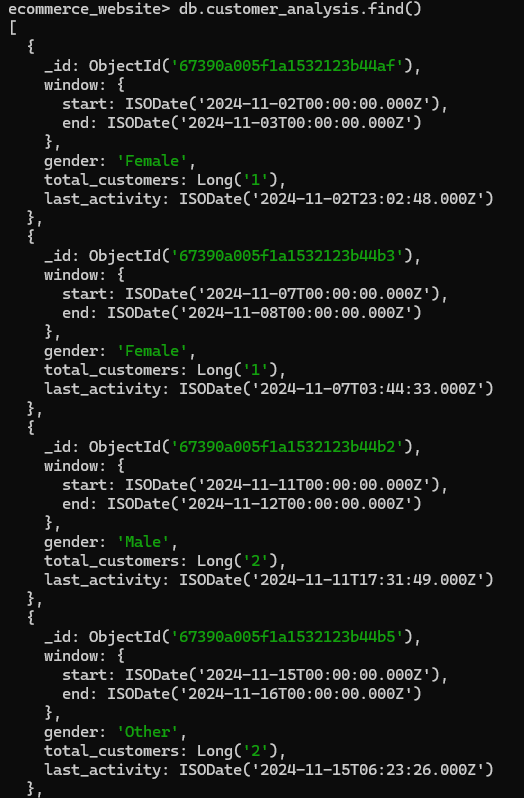 ecommerce_website> db.customer_analysis.find()
[
  {
    _id: ObjectId('67390a005f1a1532123b44af'),
    window: {
      start: ISODate('2024-11-02T00:00:00.000Z'),
      end: ISODate('2024-11-03T00:00:00.000Z')
    },
    gender: 'Female',
    total_customers: Long('1'),
    last_activity: ISODate('2024-11-02T23:02:48.000Z')
  },
  {
    _id: ObjectId('67390a005f1a1532123b44b3'),
    window: {
      start: ISODate('2024-11-07T00:00:00.000Z'),
      end: ISODate('2024-11-08T00:00:00.000Z')
    },
    gender: 'Female',
    total_customers: Long('1'),
    last_activity: ISODate('2024-11-07T03:44:33.000Z')
  },
  {
    _id: ObjectId('67390a005f1a1532123b44b2'),
    window: {
      start: ISODate('2024-11-11T00:00:00.000Z'),
      end: ISODate('2024-11-12T00:00:00.000Z')
    },
    gender: 'Male',
    total_customers: Long('2'),
    last_activity: ISODate('2024-11-11T17:31:49.000Z')
  },
  {
    _id: ObjectId('67390a005f1a1532123b44b5'),
    window: {
      start: ISODate('2024-11-15T00:00:00.000Z'),
      end: ISODate('2024-11-16T00:00:00.000Z')
    },
    gender: 'Other',
    total_customers: Long('2'),
    last_activity: ISODate('2024-11-15T06:23:26.000Z')
  },